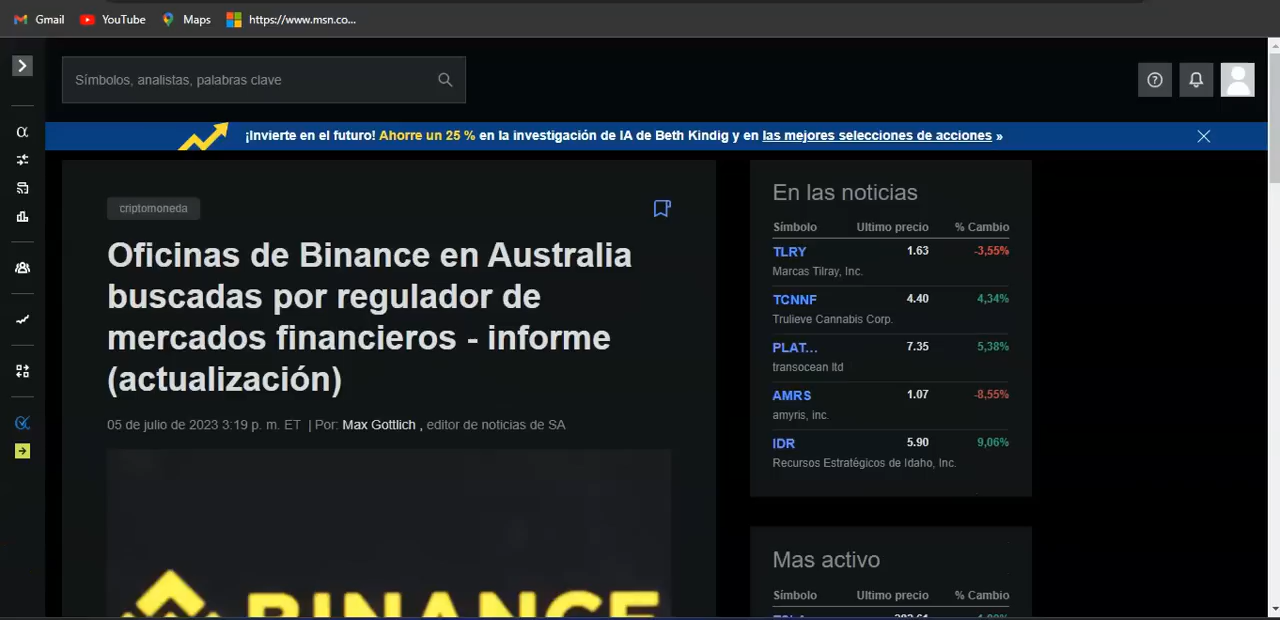 Gmail YouTube Maps https://www.msn.co...
Símbolos, analistas, palabras clave
¡Invierte en el futuro! Ahorre un 25 % en la investigación de IA de Beth Kindig y en las mejores selecciones de acciones »
criptomoneda
Oficinas de Binance en Australia
buscadas por regulador de
mercados financieros - informe
(actualización)
05 de julio de 2023 3:19 p. m. ET | Por: Max Gottlich , editor de noticias de SA
BINANCE
En las noticias
Símbolo Ultimo precio % Cambio
TLRY 1.63 -3,55%
Marcas Tilray, Inc.
TCNNF 4.40 4,34%
Trulieve Cannabis Corp.
PLAT... 7.35 5,38%
transocean ltd
AMRS 1.07 -8,55%
amyris, inc.
IDR 5.90 9,06%
Recursos Estratégicos de Idaho, Inc.
Mas activo
Símbolo Ultimo precio % Cambio